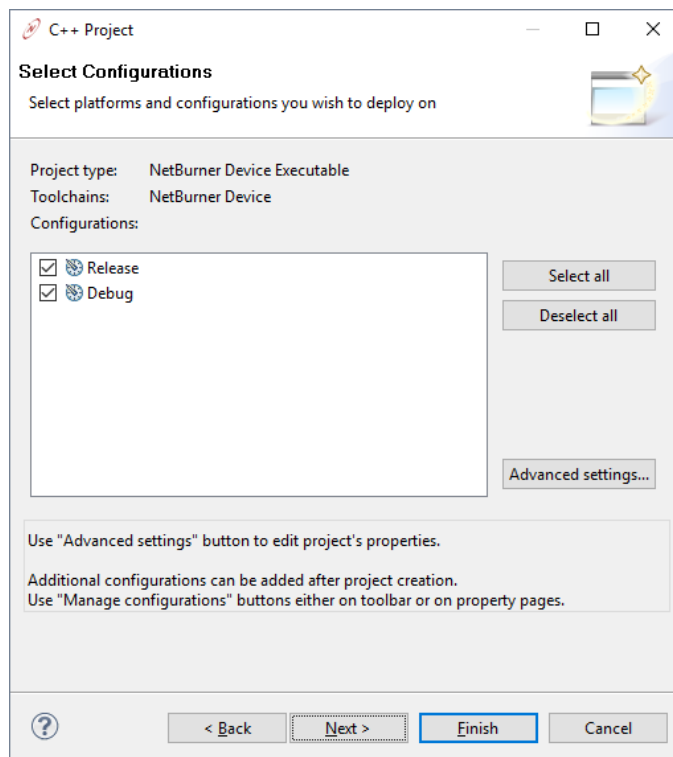 C++ Project
Select Configurations
Select platforms and configurations you wish to deploy on
Project type: NetBurner Device Executable
Toolchains: NetBurner Device
Configurations:
Release
Debug
Select all
Deselect all
Advanced settings...
Use "Advanced settings" button to edit project's properties.
Additional configurations can be added after project creation.
Use "Manage configurations" buttons either on toolbar or on property pages.
? < Back Next > Finish Cancel